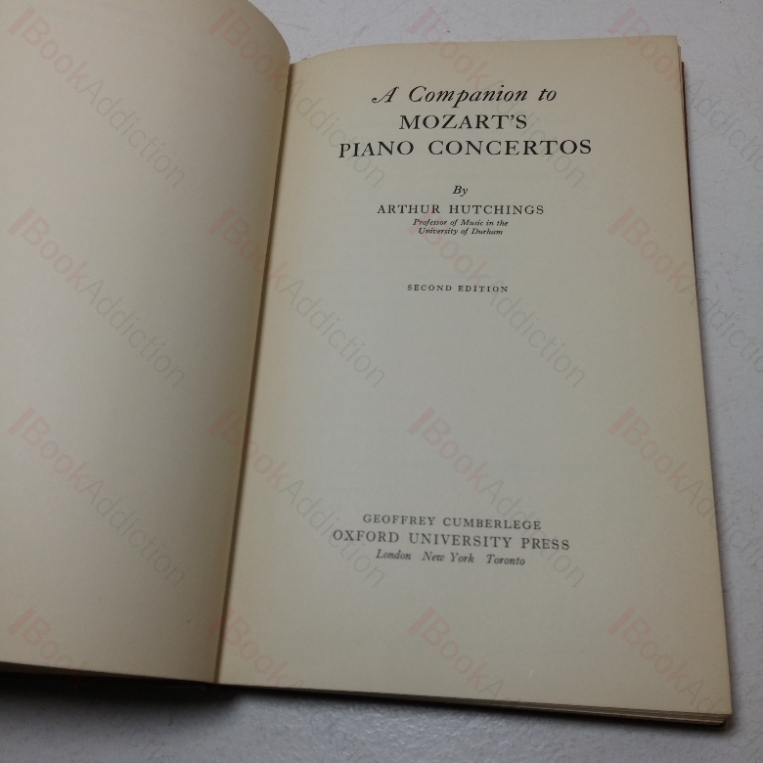 A Companion to
MOZART'S
PIANO CONCERTOS
By
ARTHUR HUTCHINGS
Professor of Music in the
University of Durham
SECOND EDITION
GEOFFREY CUMBERLEGE
OXFORD UNIVERSITY PRESS
London New York Toronto
BookAddiction